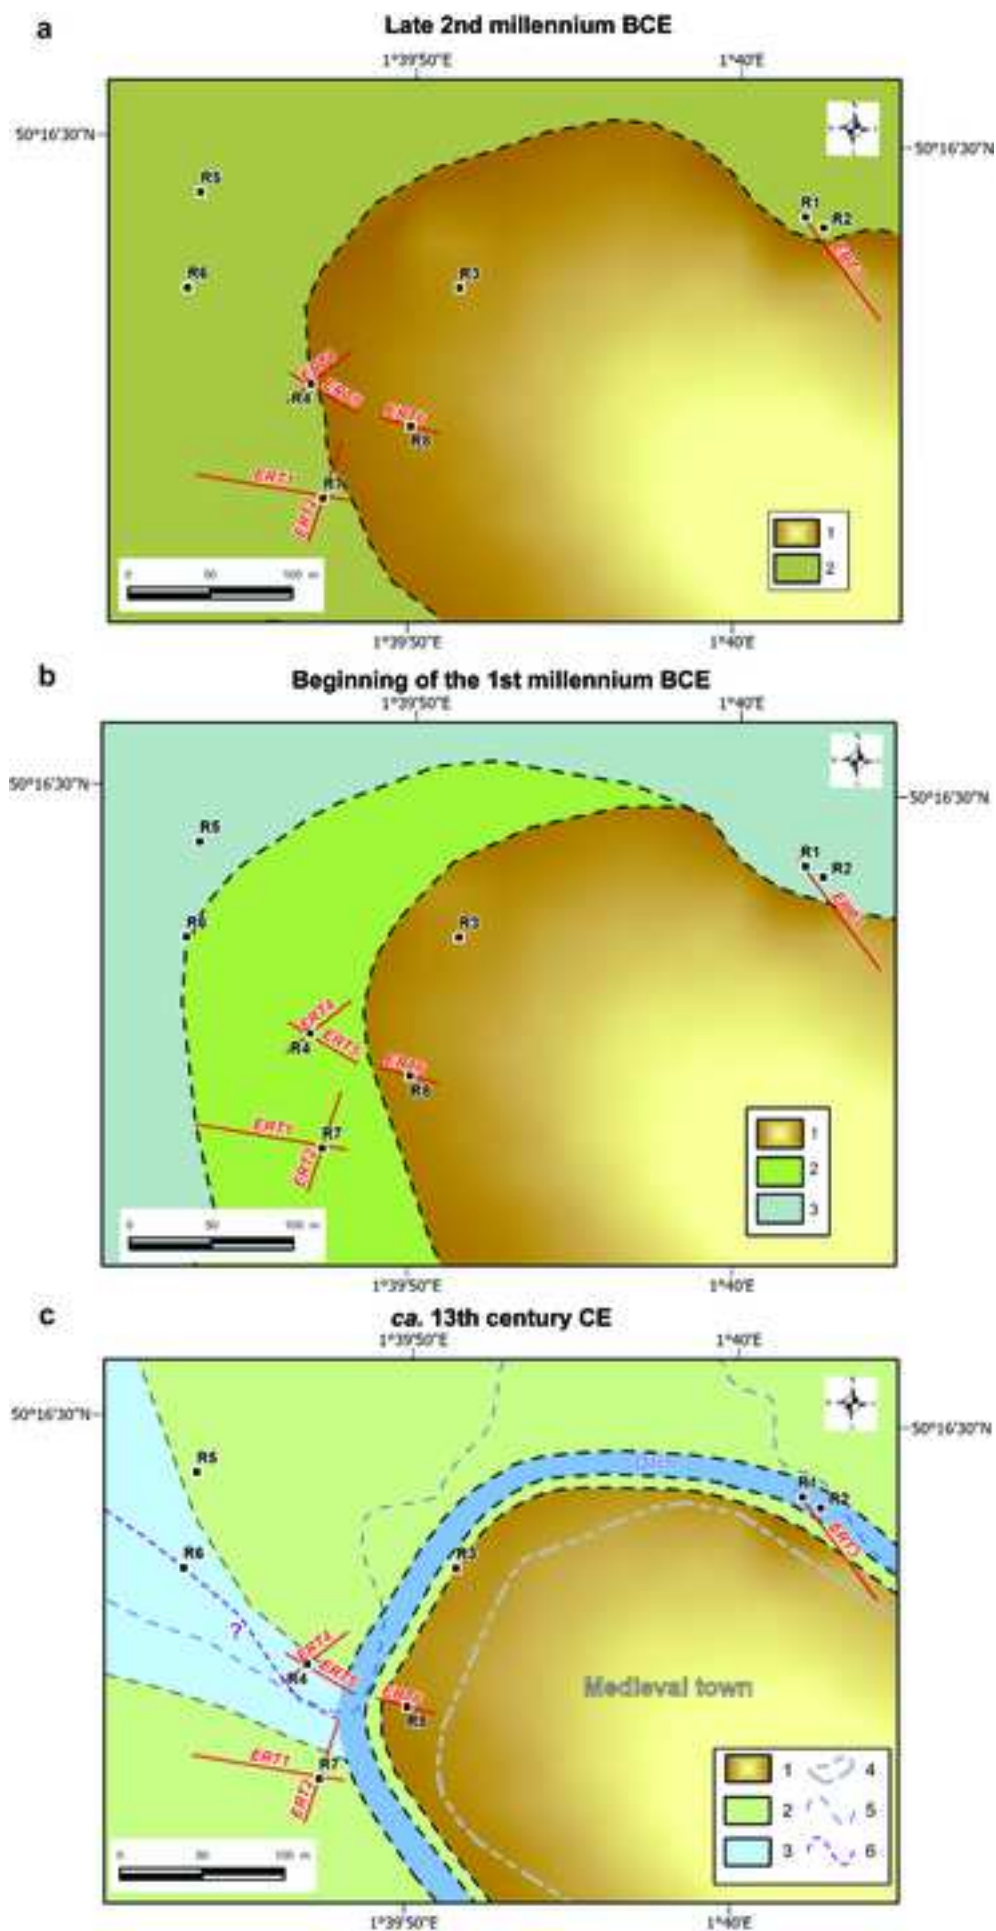 a
Late 2nd millennium BCE
1°39'50"E 1°40'E
50°16'30"N 50°16'30"N
R5
R1
R2
R6
R3
R4
R8
ERT1
R7
ERT2
1
2
0 50 100 m
1°39'50"E 1°40'E
b
Beginning of the 1st millennium BCE
1°39'50"E 1°40'E
50°16'30"N 50°16'30"N
R5
R1
R2
R6
R3
ERT4
R4
ERT5
R8
ERT1
R7
ERT2
1
2
3
0 50 100 m
1°39'50"E 1°40'E
c
ca. 13th century CE
1°39'50"E 1°40'E
50°16'30"N 50°16'30"N
R5
R1
R2
R6
R3
ERT3
?
ERT4
R4
ERT5
Medieval town
R8
ERT1
R7
ERT2
1 4
2 5
3 6
0 50 100 m
1°39'50"E 1°40'E